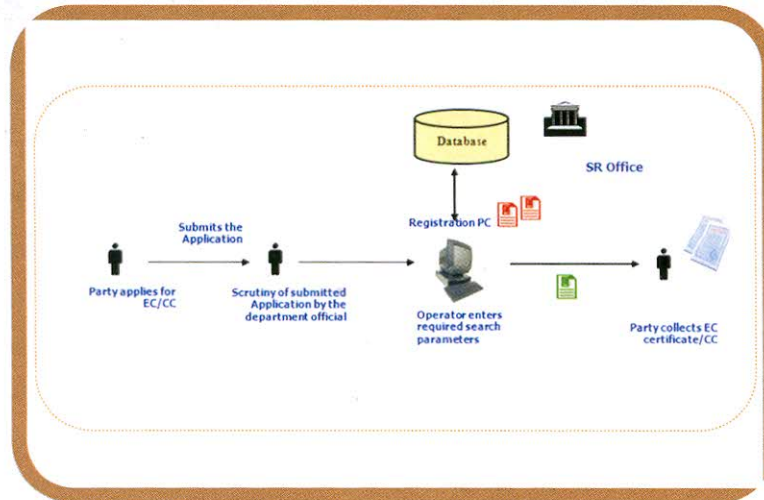 Database
SR Office
Registration PC
Submits the
Application
Party applies for
EC/CC
Scrutiny of submitted
Application by the
department official
Operator enters
required search
parameters
Party collects EC
certificate/CC